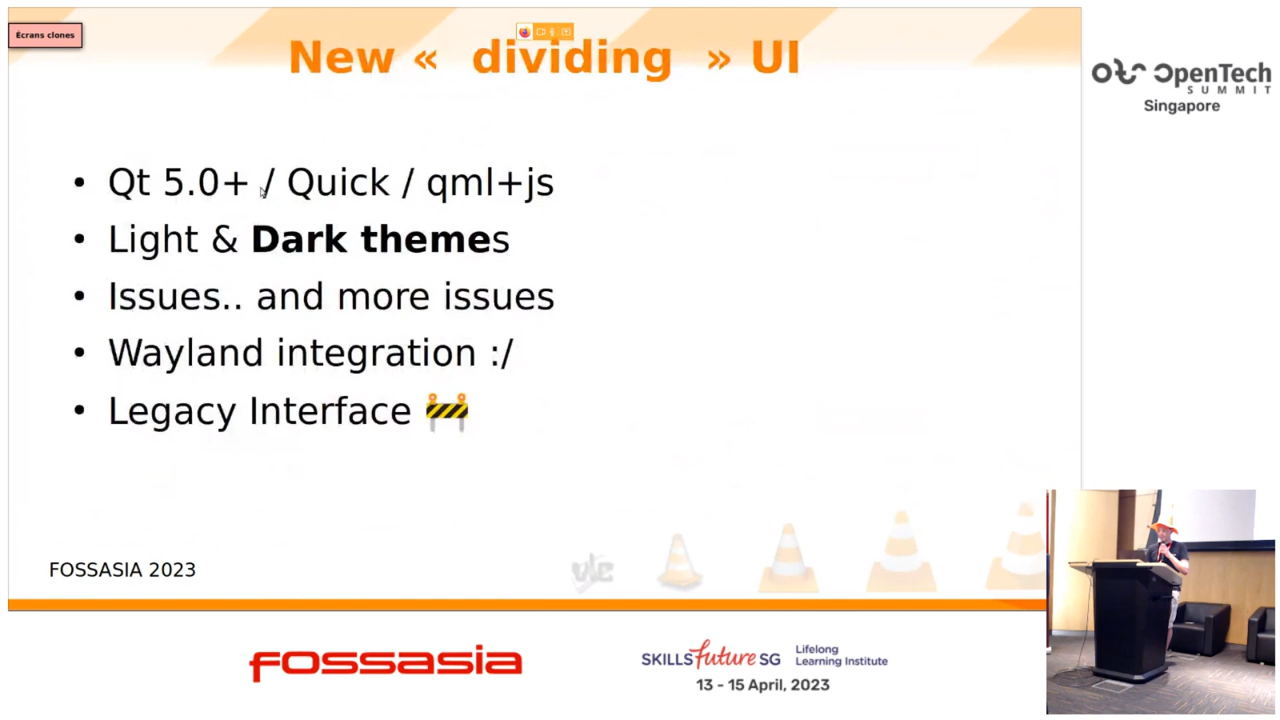 Écrans clones
New «  dividing  » UI
OpenTech
SUMMIT
Singapore
• Qt 5.0+ / Quick / qml+js
• Light & Dark themes
• Issues.. and more issues
• Wayland integration :/
• Legacy Interface 🚧
FOSSASIA 2023
vlc
fossasia
SKILLSfuture SG
Lifelong
Learning Institute
13 - 15 April, 2023